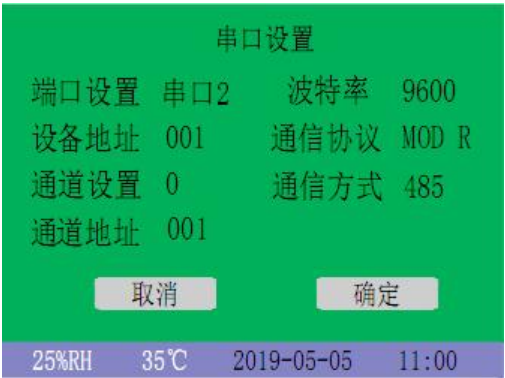 串口设置
端口设置 串口2 波特率 9600
设备地址 001 通信协议 MOD R
通道设置 0 通信方式 485
通道地址 001
取消 确定
25%RH 35℃ 2019-05-05 11:00